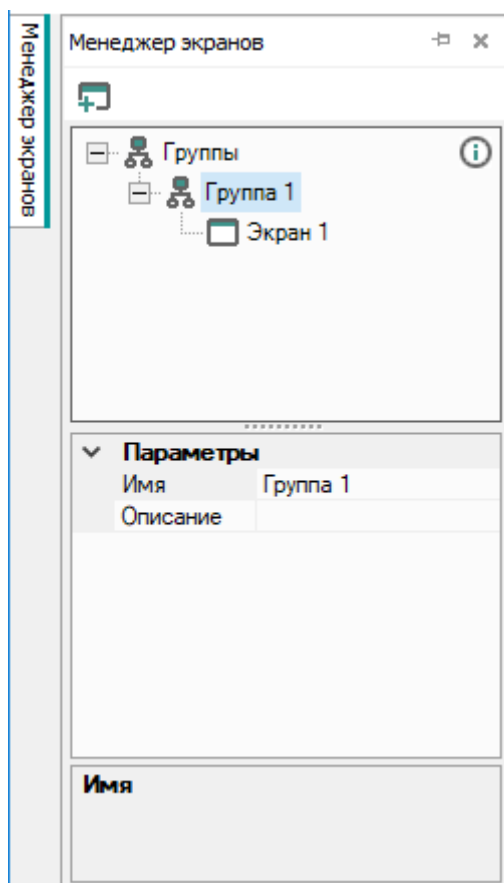 Менеджер экранов
Менеджер экранов
Группы
Группа 1
Экран 1
Параметры
Имя Группа 1
Описание
Имя